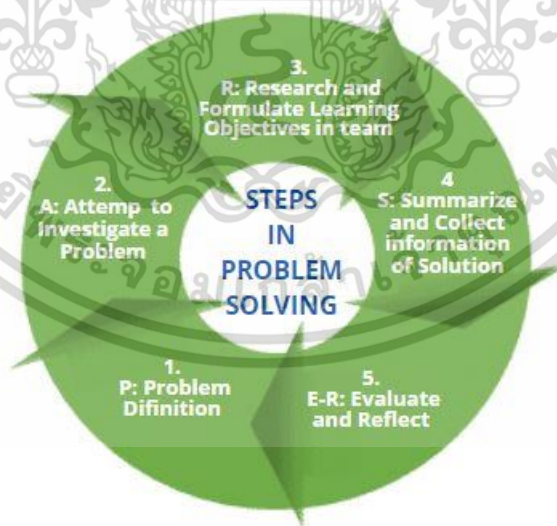 3.
R: Research and
Formulate Learning
Objectives in team
2.
A: Attemp to
Investigate a
Problem
4
S: Summarize
and Collect
information
of Solution
STEPS
IN
PROBLEM
SOLVING
1.
P: Problem
Difinition
5.
E-R: Evaluate
and Reflect